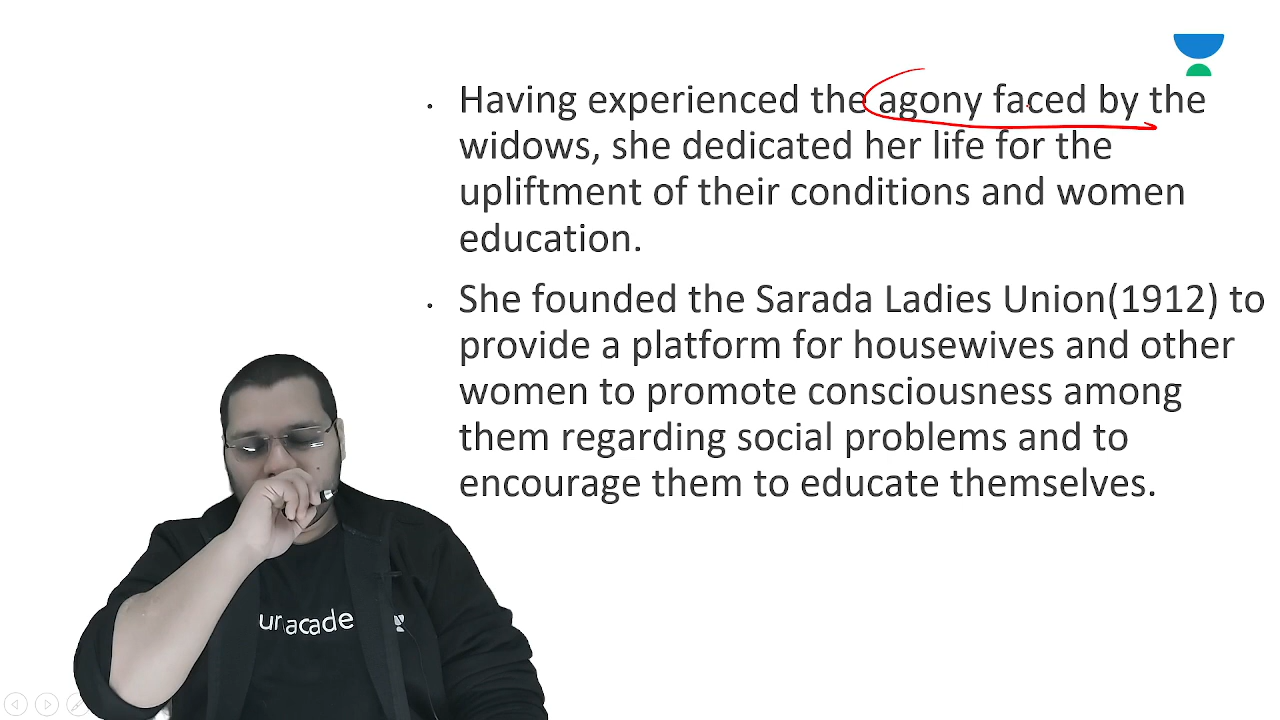 Having experienced the agony faced by the
widows, she dedicated her life for the
upliftment of their conditions and women
education.
She founded the Sarada Ladies Union(1912) to
provide a platform for housewives and other
women to promote consciousness among
them regarding social problems and to
encourage them to educate themselves.
unacade